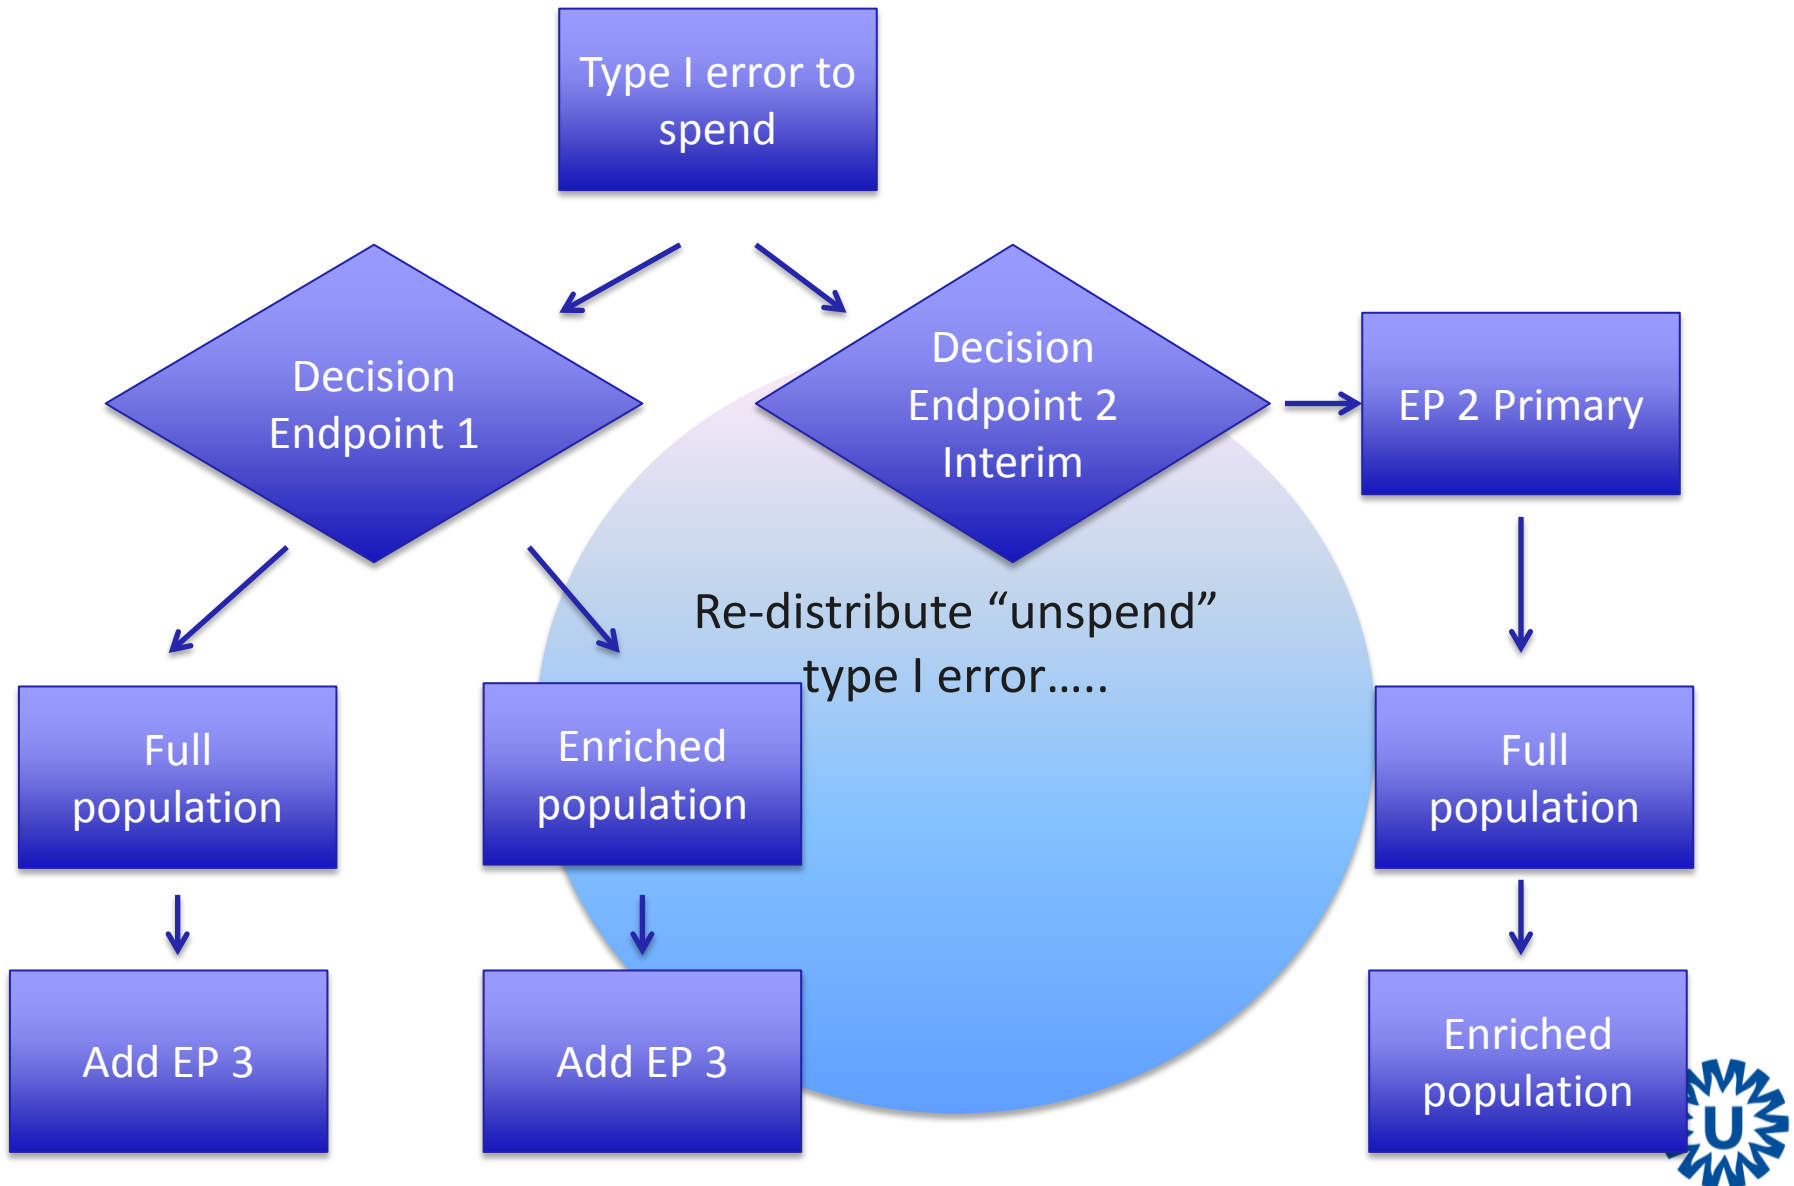 Type I error to
spend
Decision
Endpoint 1
Decision
Endpoint 2
Interim
EP 2 Primary
Re-distribute “unspend”
type I error.....
Full
population
Enriched
population
Full
population
Add EP 3
Add EP 3
Enriched
population
U